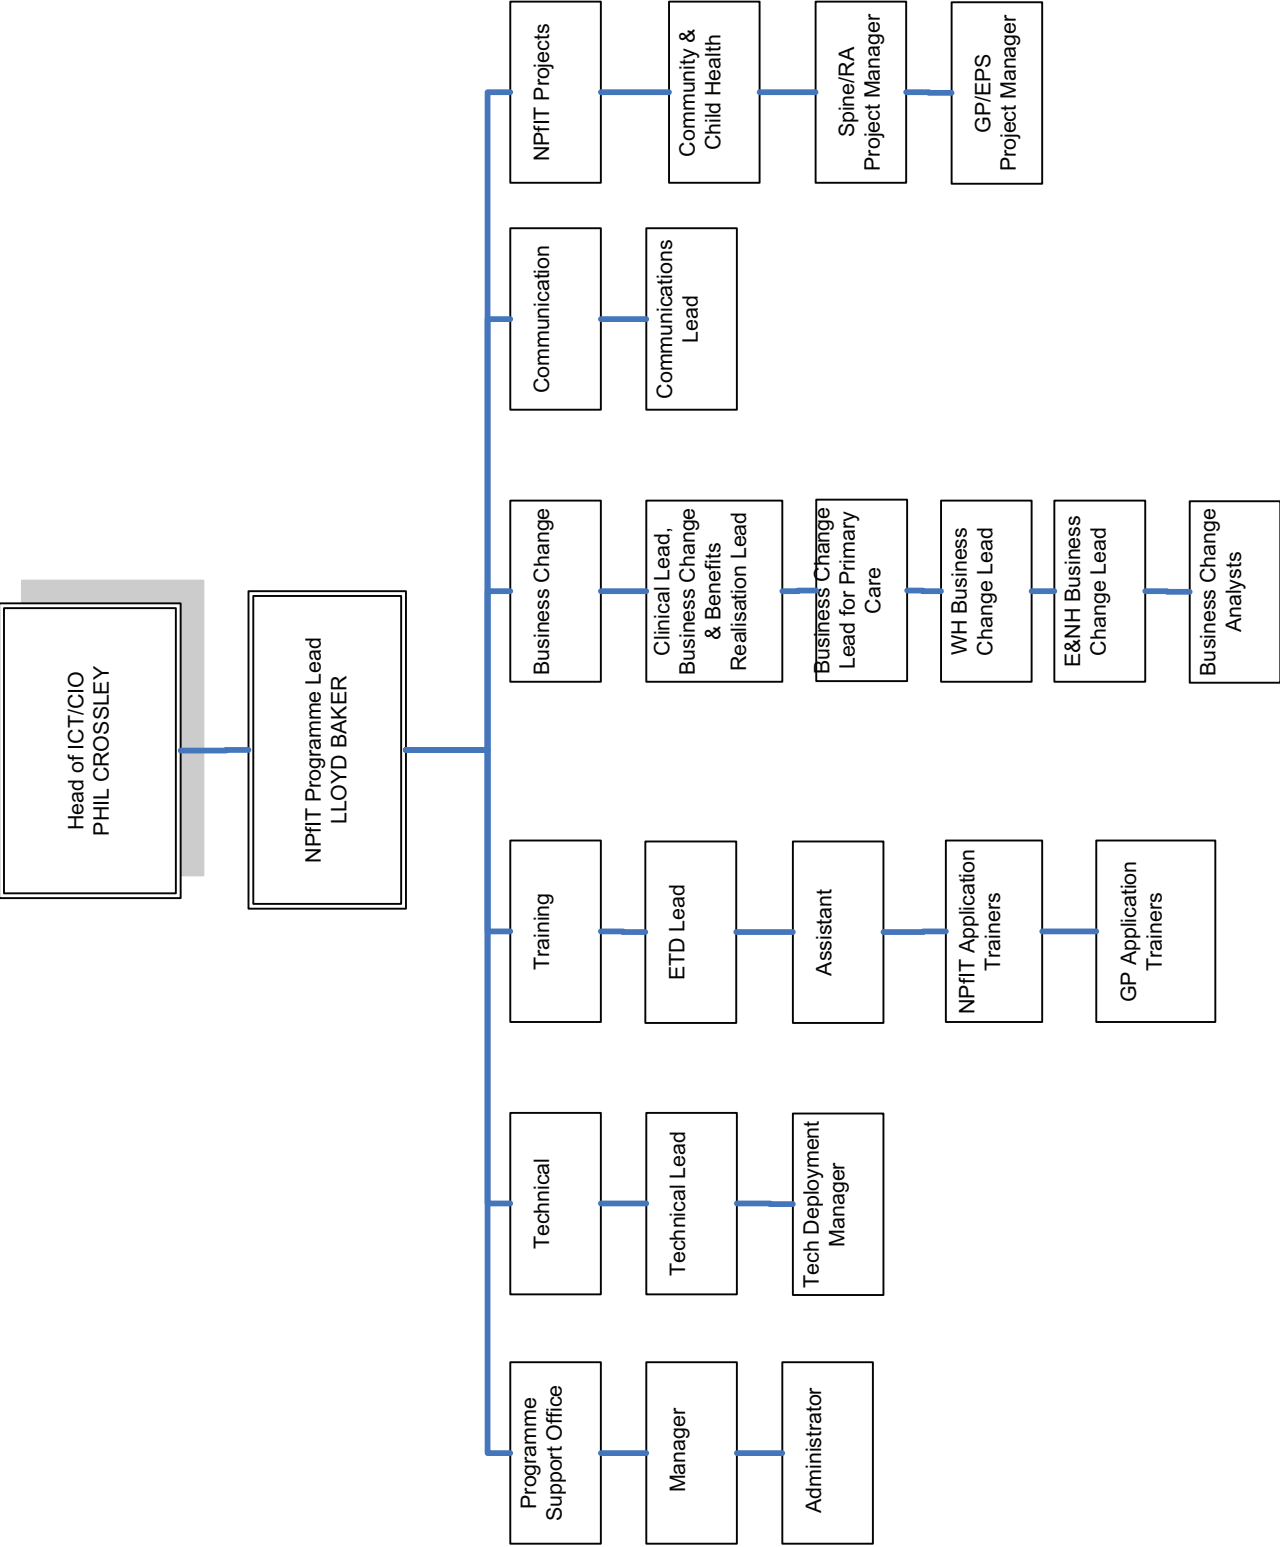 Head of ICT/CIO
PHIL CROSSLEY
NPfIT Programme Lead
LLOYD BAKER
Programme
Support Office
Manager
Administrator
Technical
Technical Lead
Tech Deployment
Manager
Training
ETD Lead
Assistant
NPfIT Application
Trainers
GP Application
Trainers
Business Change
Clinical Lead,
Business Change
& Benefits
Realisation Lead
Business Change
Lead for Primary
Care
WH Business
Change Lead
E&NH Business
Change Lead
Business Change
Analysts
Communication
Communications
Lead
NPfIT Projects
Community &
Child Health
Spine/RA
Project Manager
GP/EPS
Project Manager